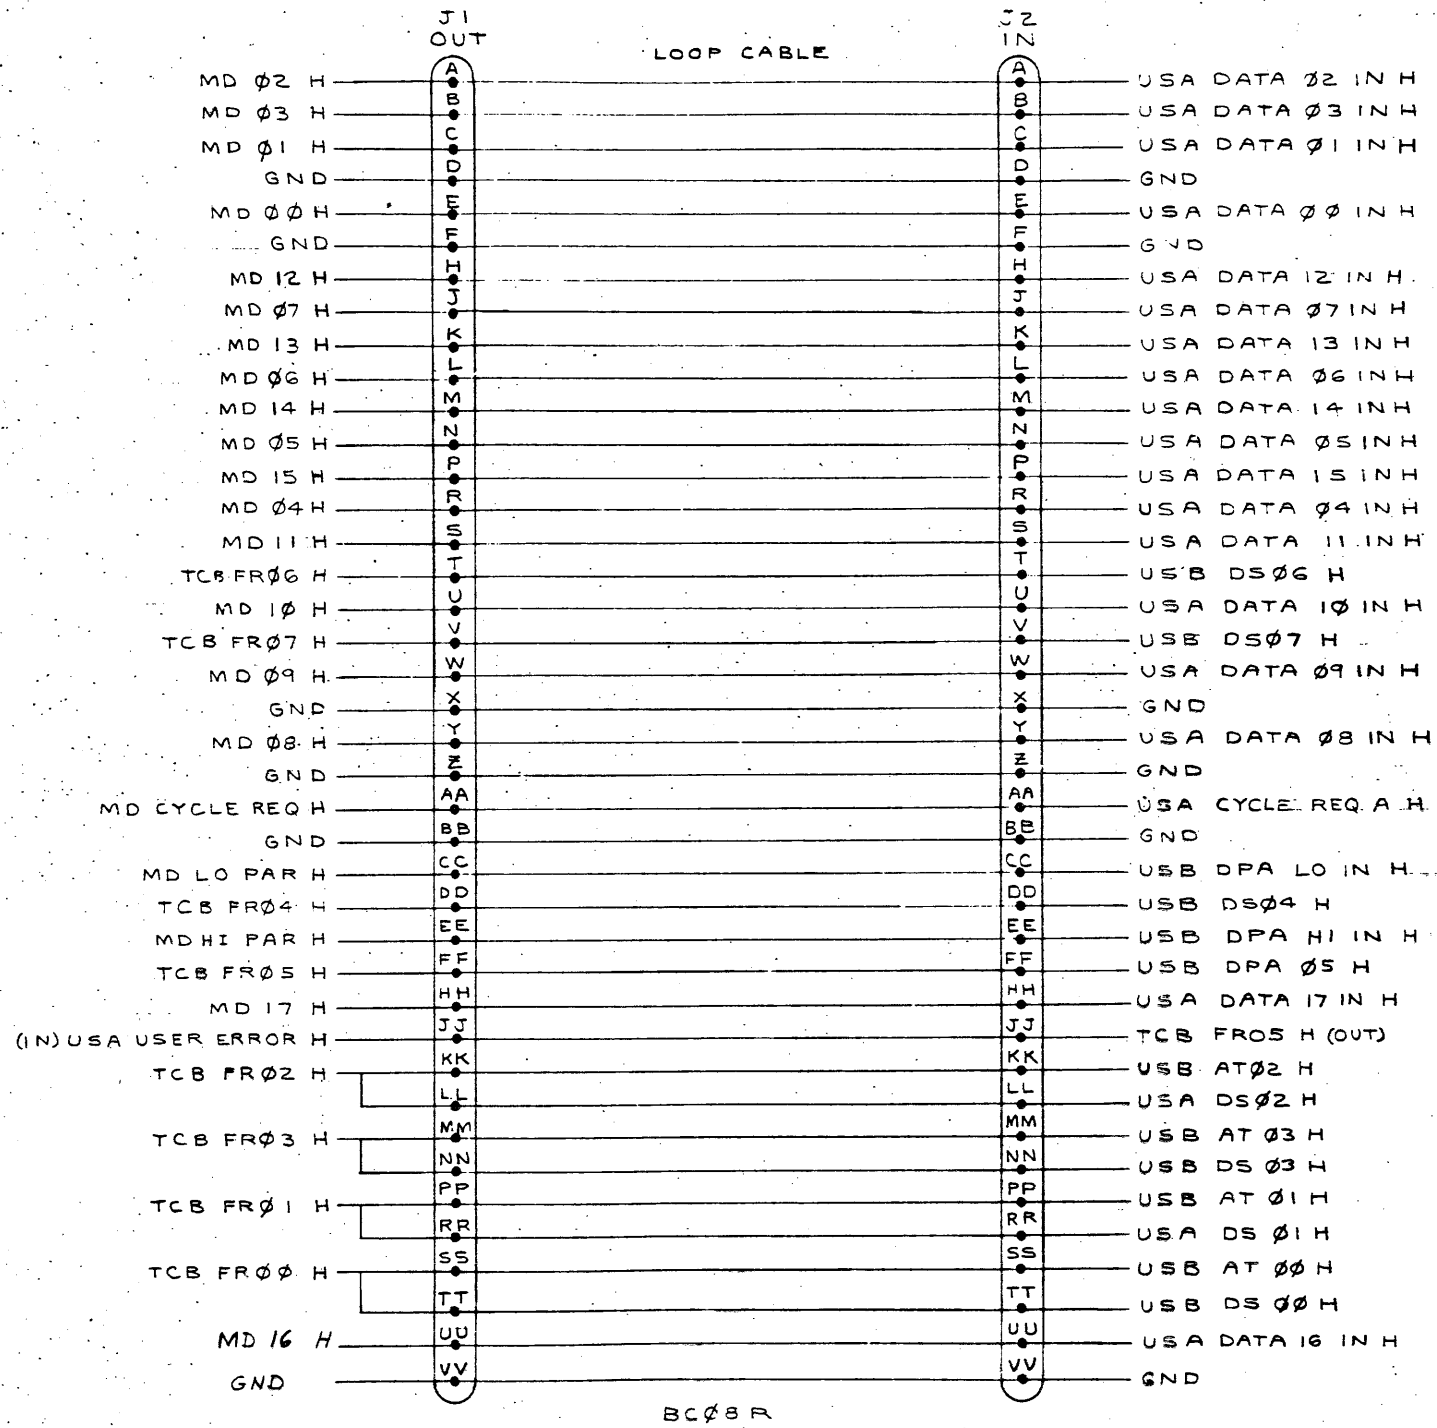 J1 J2
OUT IN
LOOP CABLE
MD Ø2 H A A USA DATA Ø2 IN H
MD Ø3 H B B USA DATA Ø3 IN H
MD Ø1 H C C USA DATA Ø1 IN H
GND D D GND
MD ØØ H E E USA DATA ØØ IN H
GND F F GND
MD 12 H H H USA DATA 12 IN H
MD Ø7 H J J USA DATA Ø7 IN H
MD 13 H K K USA DATA 13 IN H
MD Ø6 H L L USA DATA Ø6 IN H
MD 14 H M M USA DATA 14 IN H
MD Ø5 H N N USA DATA Ø5 IN H
MD 15 H P P USA DATA 15 IN H
MD Ø4 H R R USA DATA Ø4 IN H
MD 11 H S S USA DATA 11 IN H
TCB FRØ6 H T T USB DSØ6 H
MD 1Ø H U U USA DATA 1Ø IN H
TCB FRØ7 H V V USB DSØ7 H
MD Ø9 H W W USA DATA Ø9 IN H
GND X X GND
MD Ø8 H Y Y USA DATA Ø8 IN H
GND Z Z GND
MD CYCLE REQ H AA AA USA CYCLE REQ A H
GND BB BB GND
MD LO PAR H CC CC USB DPA LO IN H
TCB FRØ4 H DD DD USB DSØ4 H
MD HI PAR H EE EE USB DPA HI IN H
TCB FRØ5 H FF FF USB DPA Ø5 H
MD 17 H HH HH USA DATA 17 IN H
(IN) USA USER ERROR H JJ JJ TCB FRO5 H (OUT)
TCB FRØ2 H KK KK USB ATØ2 H
LL LL USA DSØ2 H
TCB FRØ3 H MM MM USB AT Ø3 H
NN NN USB DS Ø3 H
TCB FRØ1 H PP PP USB AT Ø1 H
RR RR USA DS Ø1 H
TCB FRØØ H SS SS USB AT ØØ H
TT TT USB DS ØØ H
MD 16 H UU UU USA DATA 16 IN H
GND VV VV GND
BCØ8R